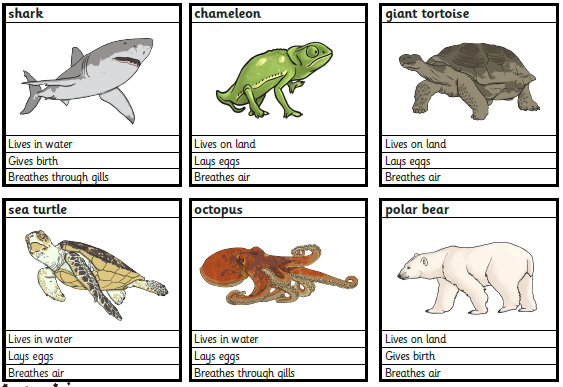 shark
Lives in water
Gives birth
Breathes through gills
chameleon
Lives on land
Lays eggs
Breathes air
giant tortoise
Lives on land
Lays eggs
Breathes air
sea turtle
Lives in water
Lays eggs
Breathes air
octopus
Lives in water
Lays eggs
Breathes through gills
polar bear
Lives on land
Gives birth
Breathes air